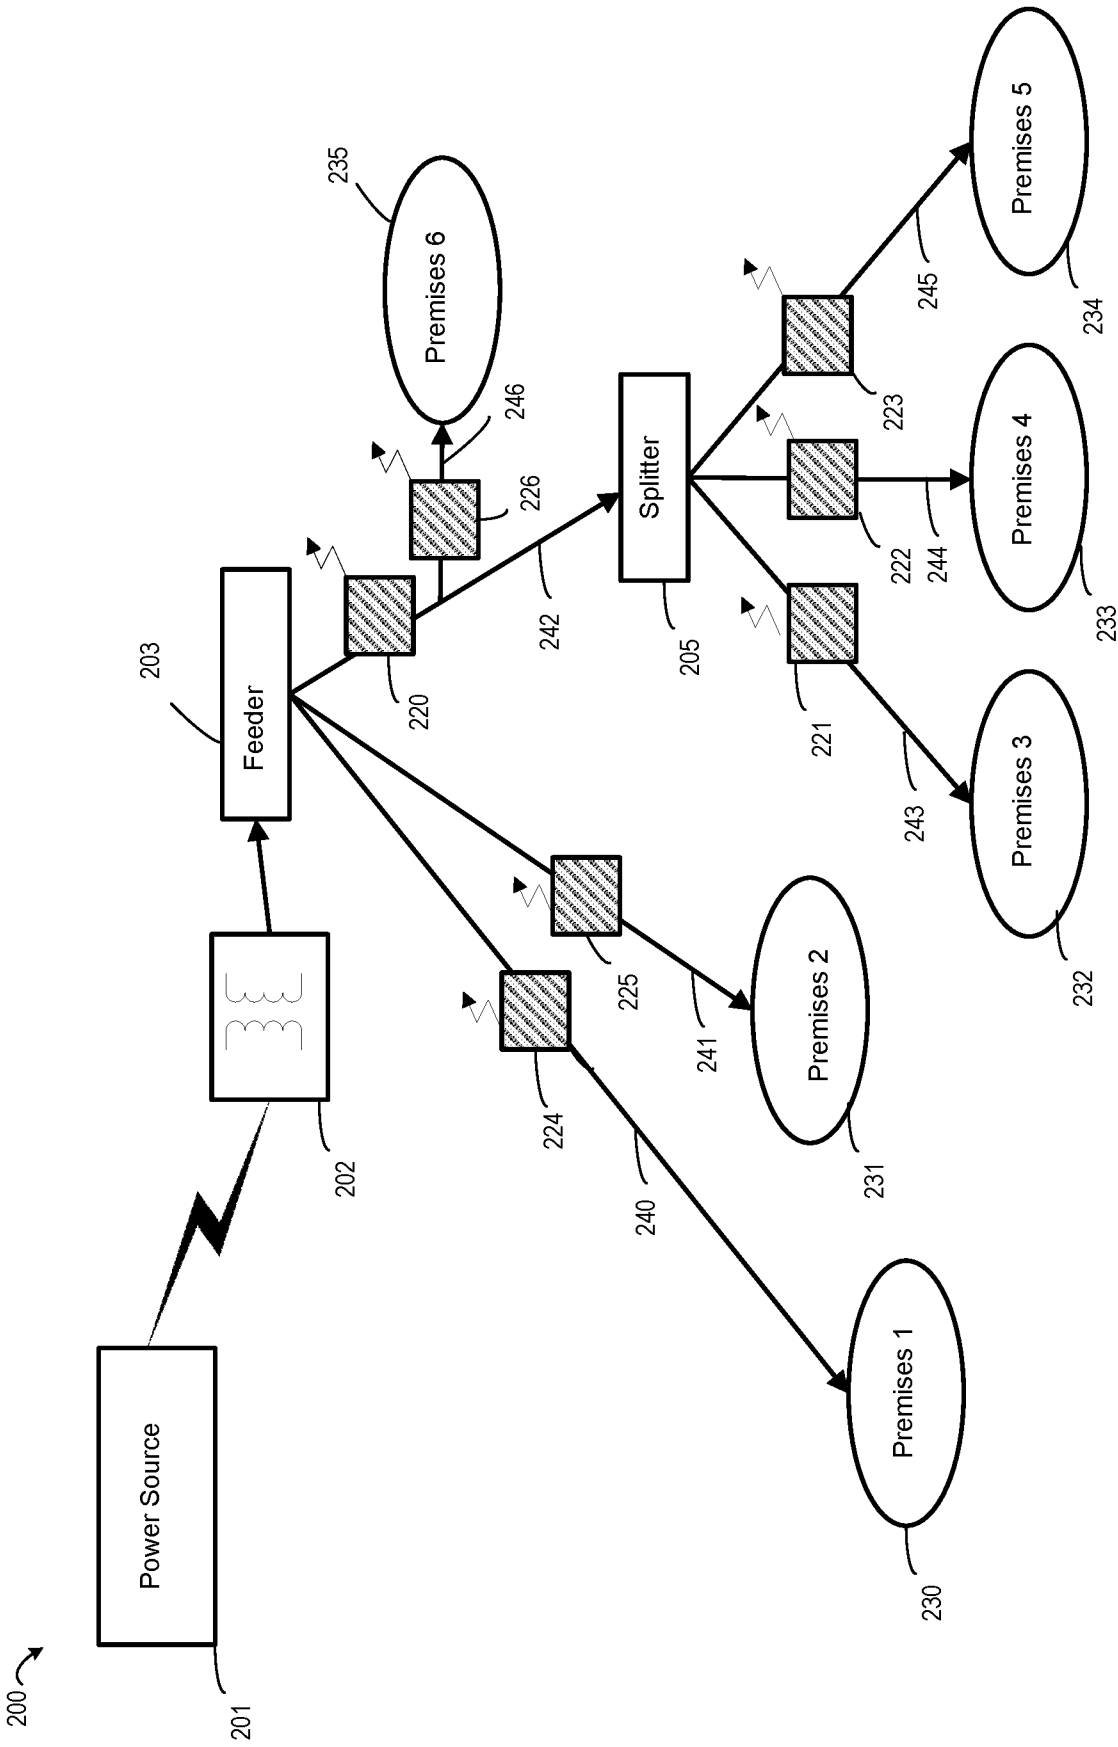 200
Power Source
201
202
Feeder
203
220
Premises 6
235
226
246
242
Splitter
205
224
225
240
241
221
222
223
243
244
245
Premises 1
230
Premises 2
231
Premises 3
232
Premises 4
233
Premises 5
234